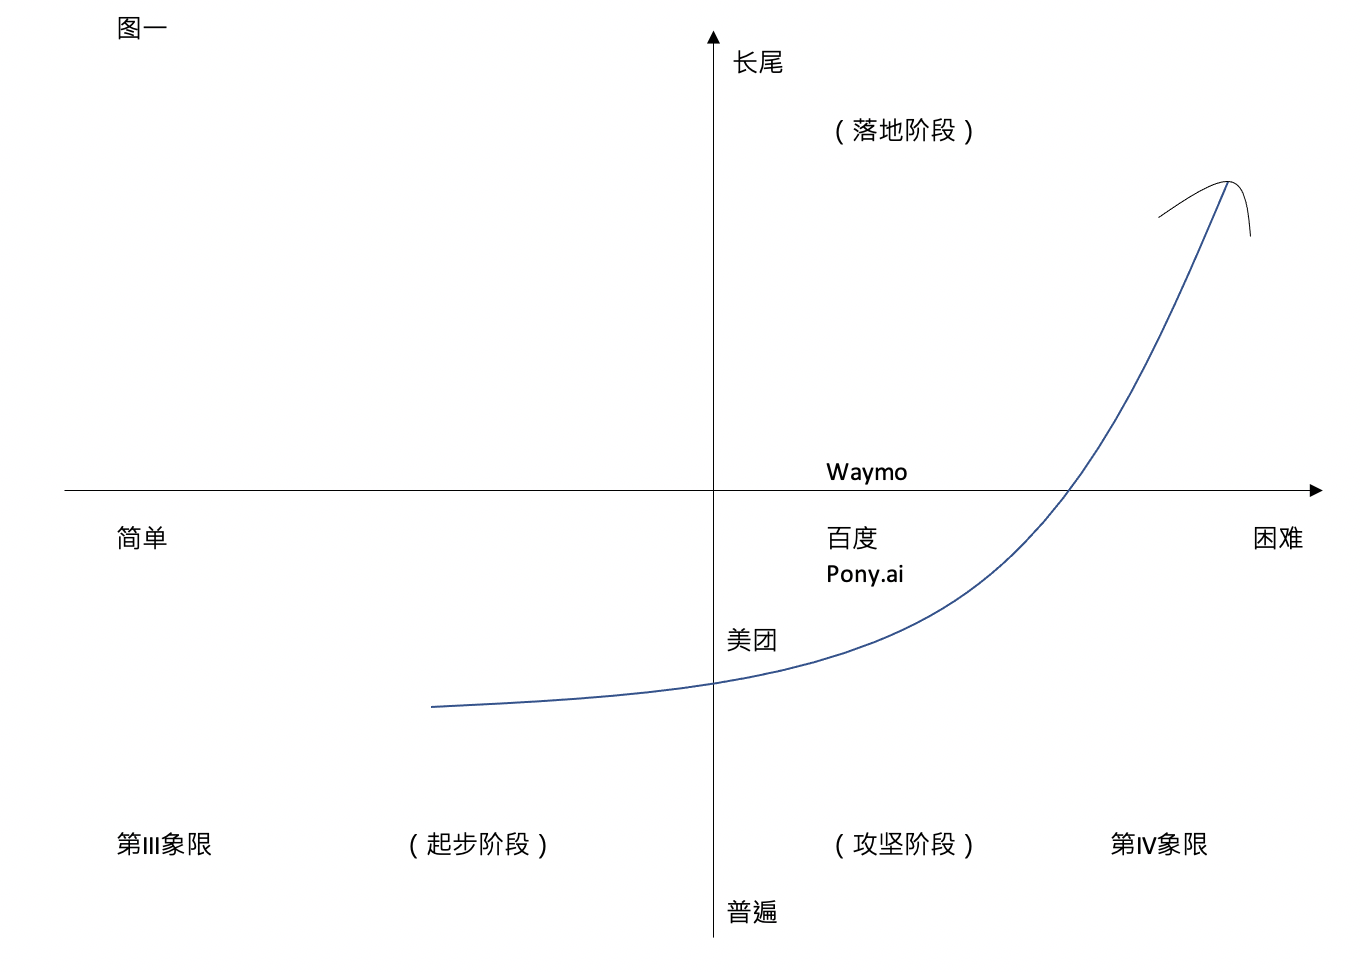 图一
长尾
（落地阶段）
Waymo
简单
百度
困难
Pony.ai
美团
第III象限
（起步阶段）
（攻坚阶段）
第IV象限
普遍